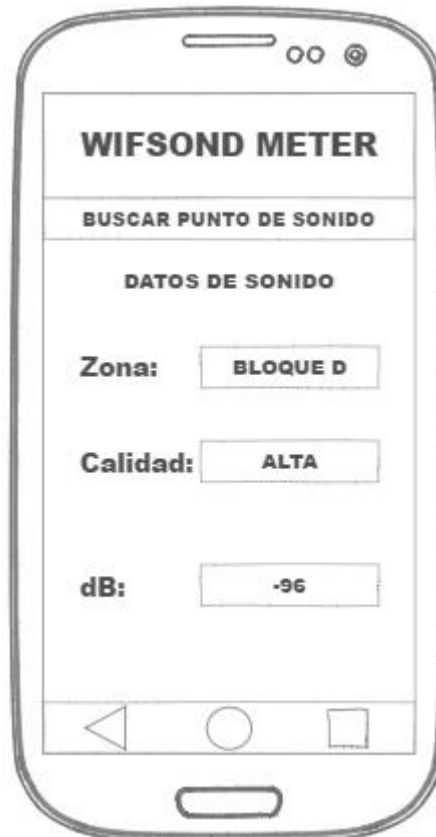 WIFSOND METER
BUSCAR PUNTO DE SONIDO
DATOS DE SONIDO
Zona: BLOQUE D
Calidad: ALTA
dB: -96